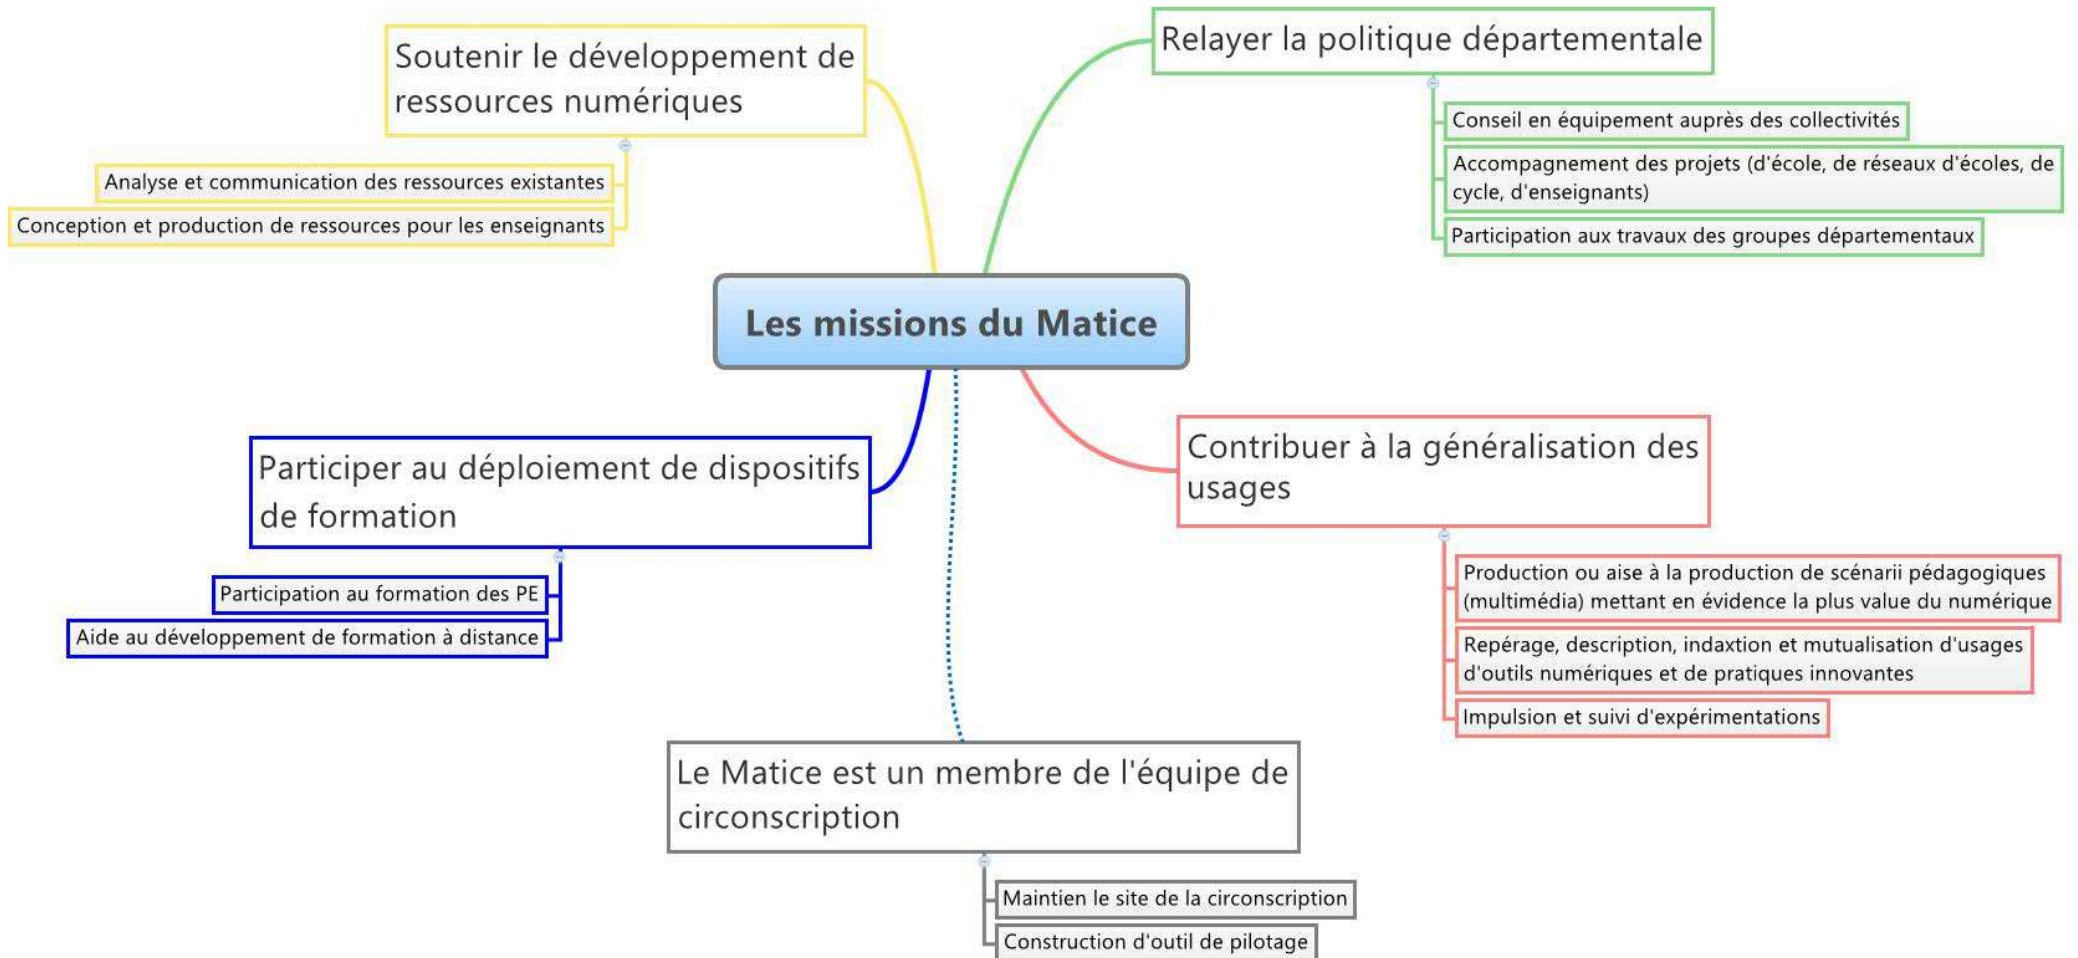 Soutenir le développement de
ressources numériques
Analyse et communication des ressources existantes
Conception et production de ressources pour les enseignants
Relayer la politique départementale
Conseil en équipement auprès des collectivités
Accompagnement des projets (d'école, de réseaux d'écoles, de
cycle, d'enseignants)
Participation aux travaux des groupes départementaux
Les missions du Matice
Participer au déploiement de dispositifs
de formation
Participation au formation des PE
Aide au développement de formation à distance
Contribuer à la généralisation des
usages
Production ou aise à la production de scénarii pédagogiques
(multimédia) mettant en évidence la plus value du numérique
Repérage, description, indaxtion et mutualisation d'usages
d'outils numériques et de pratiques innovantes
Impulsion et suivi d'expérimentations
Le Matice est un membre de l'équipe de
circonscription
Maintien le site de la circonscription
Construction d'outil de pilotage